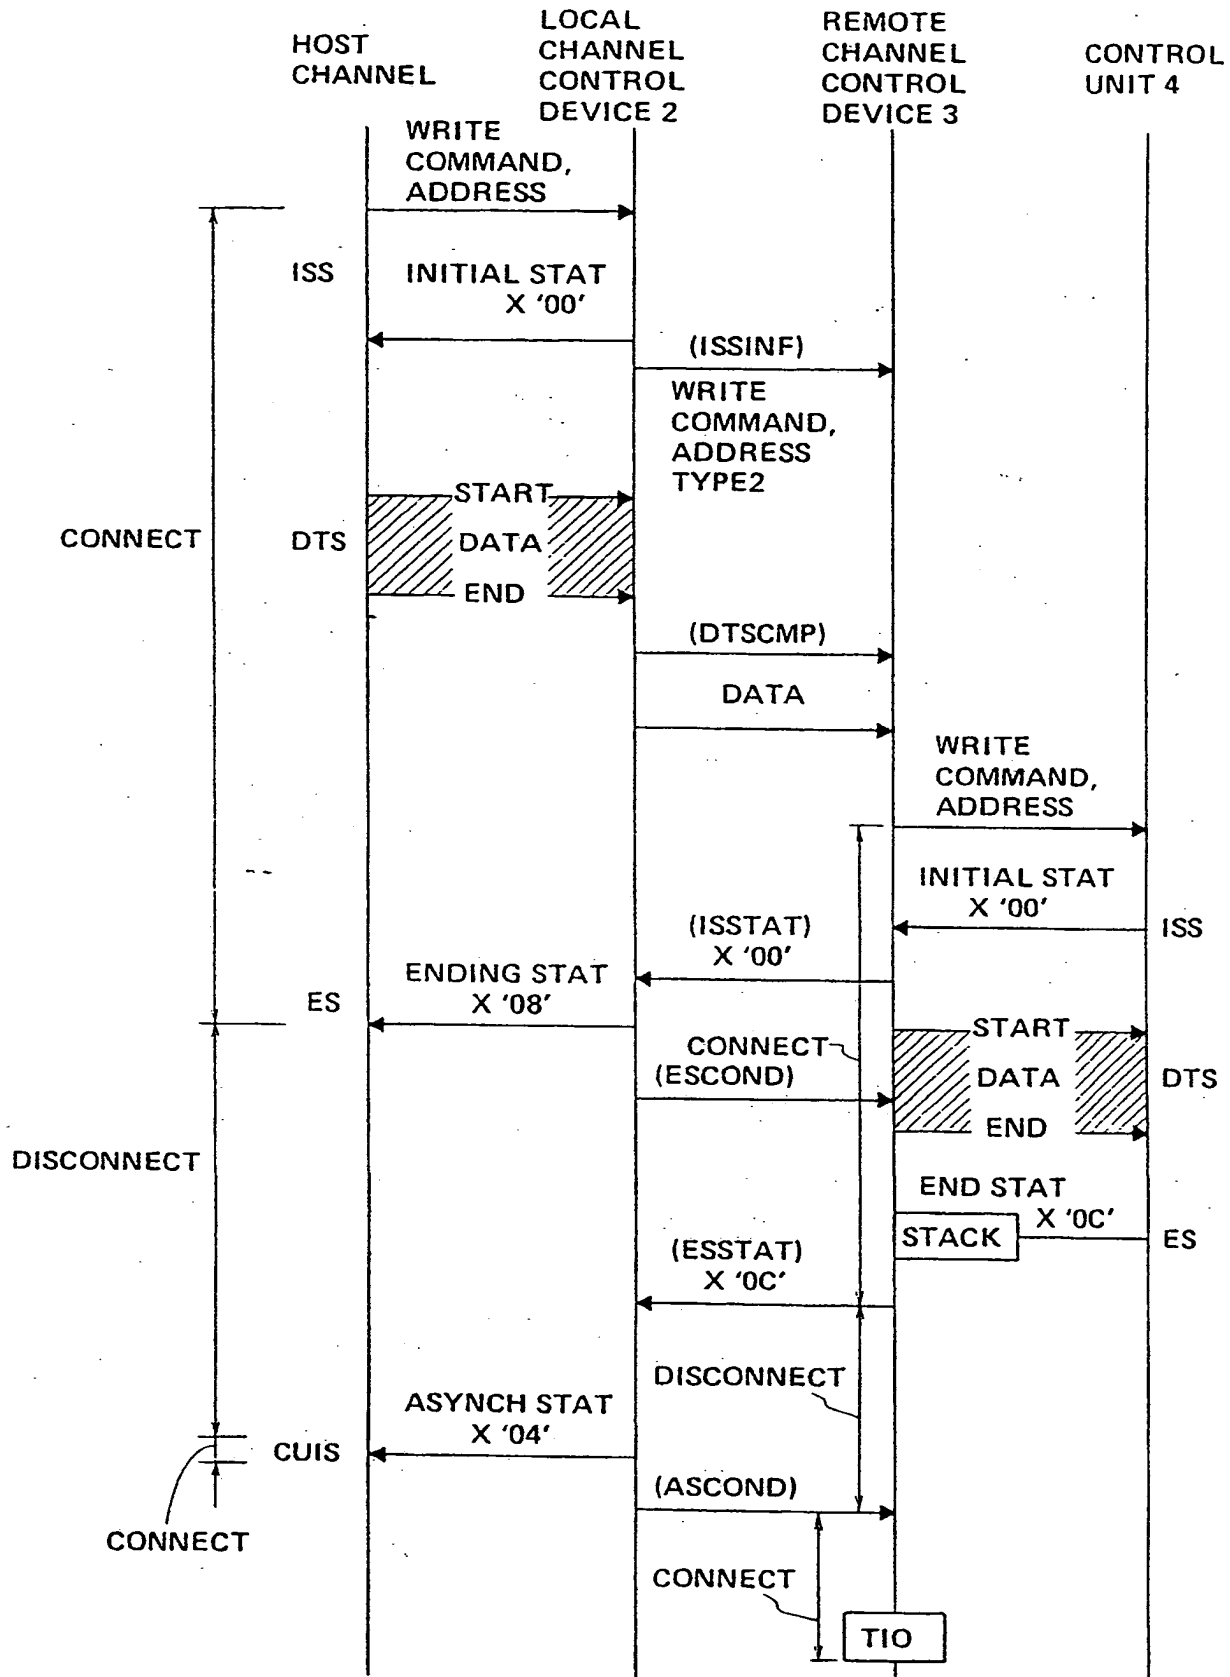 HOST
CHANNEL
LOCAL
CHANNEL
CONTROL
DEVICE 2
REMOTE
CHANNEL
CONTROL
DEVICE 3
CONTROL
UNIT 4
WRITE
COMMAND,
ADDRESS
ISS
INITIAL STAT
X '00'
(ISSINF)
WRITE
COMMAND,
ADDRESS
TYPE2
CONNECT
DTS
START
DATA
END
(DTSCMP)
DATA
WRITE
COMMAND,
ADDRESS
INITIAL STAT
X '00'
ISS
(ISSTAT)
X '00'
ES
ENDING STAT
X '08'
CONNECT
(ESCOND)
START
DATA
END
DTS
DISCONNECT
END STAT
X '0C'
STACK
ES
(ESSTAT)
X '0C'
DISCONNECT
ASYNCH STAT
X '04'
CUIS
(ASCOND)
CONNECT
CONNECT
TIO